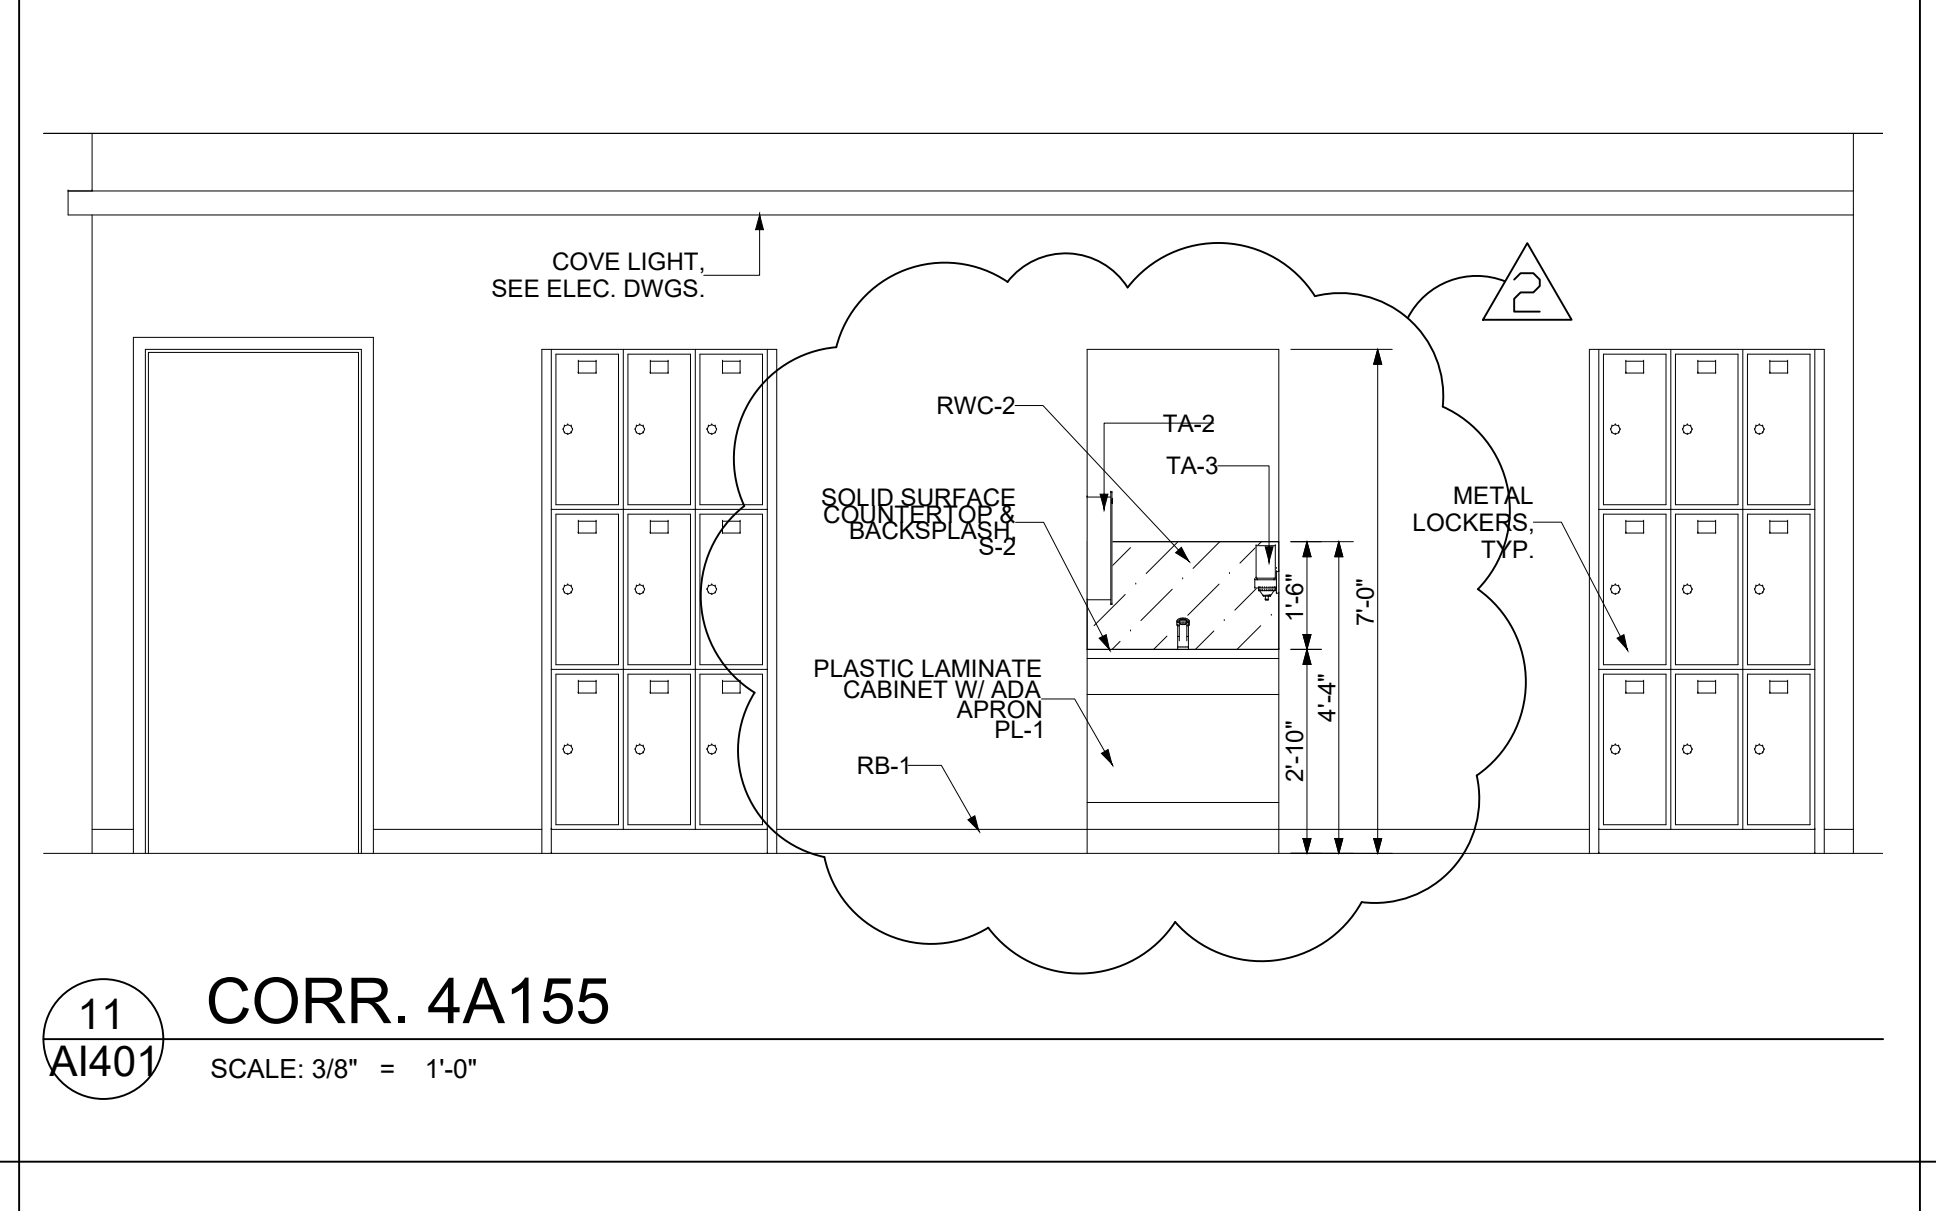 COVE LIGHT,
SEE ELEC. DWGS.
2
RWC-2
TA-2
TA-3
SOLID SURFACE
COUNTERTOP &
BACKSPLASH,
S-2
METAL
LOCKERS,
TYP.
1'-6"
7'-0"
4'-4"
2'-10"
PLASTIC LAMINATE
CABINET W/ ADA
APRON
PL-1
RB-1
11
AI401
CORR. 4A155
SCALE: 3/8" = 1'-0"